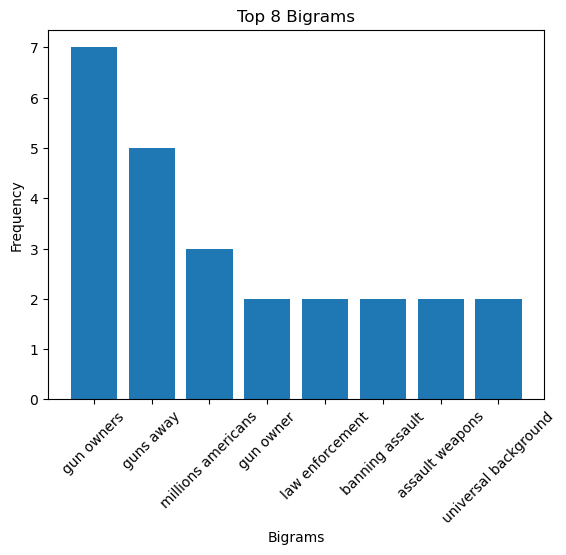 Top 8 Bigrams
Frequency
7
6
5
4
3
2
1
0
gun owners
guns away
millions americans
gun owner
law enforcement
banning assault
assault weapons
universal background
Bigrams